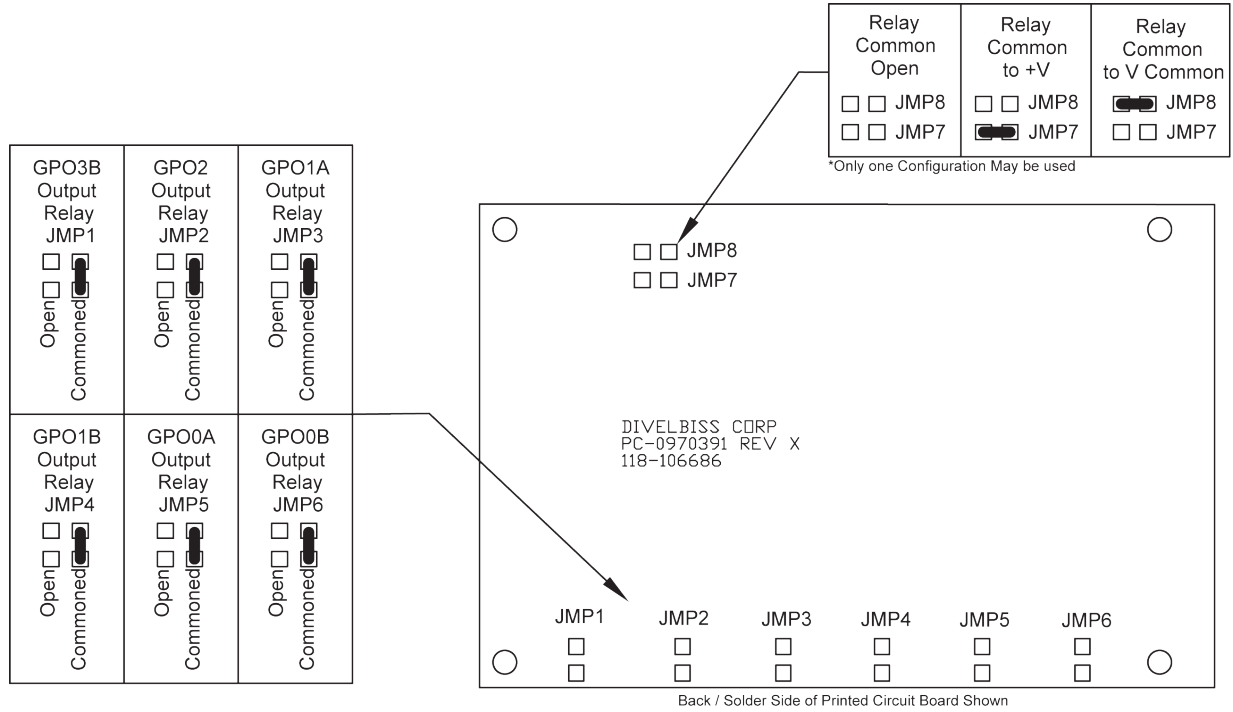 Relay
Common
Open
JMP8
JMP7
Relay
Common
to +V
JMP8
JMP7
Relay
Common
to V Common
JMP8
JMP7
*Only one Configuration May be used
GPO3B
Output
Relay
JMP1
Open
Commoned
GPO2
Output
Relay
JMP2
Open
Commoned
GPO1A
Output
Relay
JMP3
Open
Commoned
GPO1B
Output
Relay
JMP4
Open
Commoned
GPO0A
Output
Relay
JMP5
Open
Commoned
GPO0B
Output
Relay
JMP6
Open
Commoned
JMP8
JMP7
DIVELBISS CORP
PC-0970391 REV X
118-106686
JMP1 JMP2 JMP3 JMP4 JMP5 JMP6
Back / Solder Side of Printed Circuit Board Shown